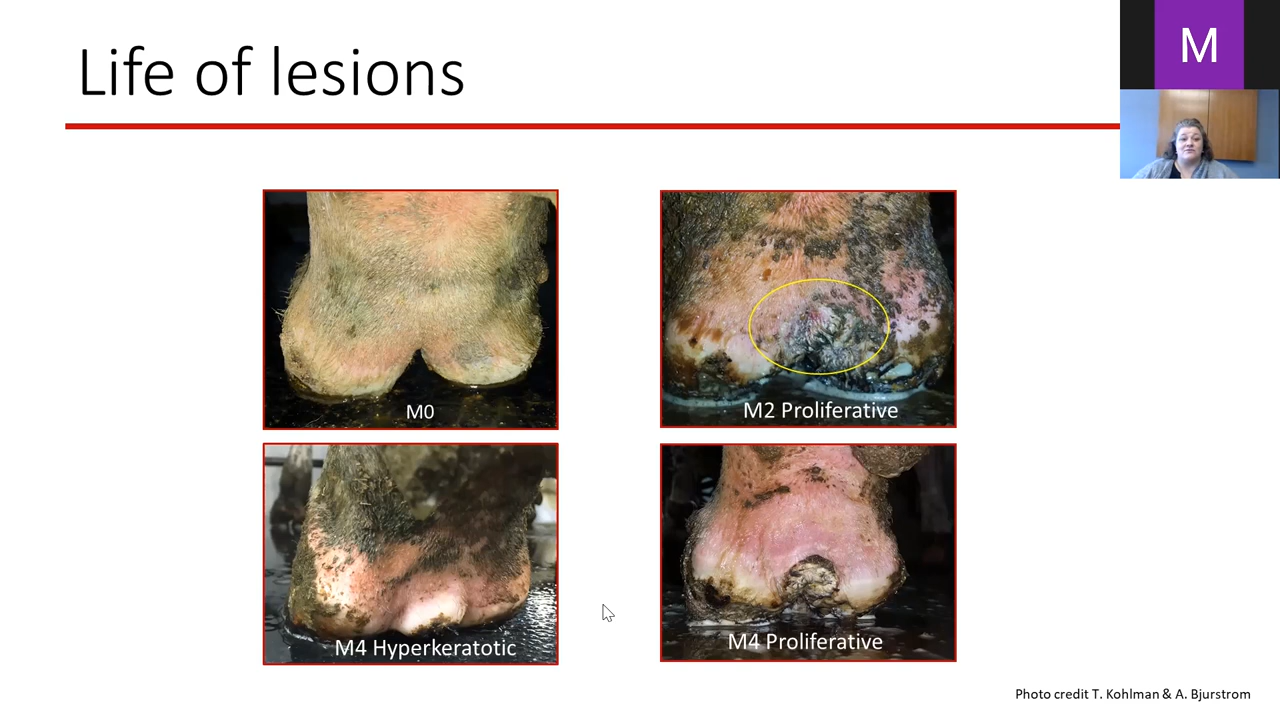 Life of lesions
M
M0
M2 Proliferative
M4 Hyperkeratotic
M4 Proliferative
Photo credit T. Kohlman & A. Bjurstrom